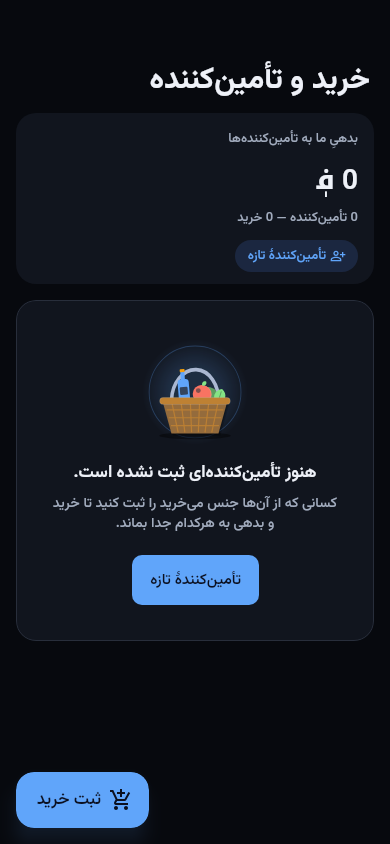 خرید و تأمین‌کننده
بدهیِ ما به تأمین‌کننده‌ها
0 ؋
0 تأمین‌کننده — 0 خرید
تأمین‌کنندهٔ تازه
هنوز تأمین‌کننده‌ای ثبت نشده است.
کسانی که از آن‌ها جنس می‌خرید را ثبت کنید تا خرید
و بدهی به هرکدام جدا بماند.
تأمین‌کنندهٔ تازه
ثبت خرید